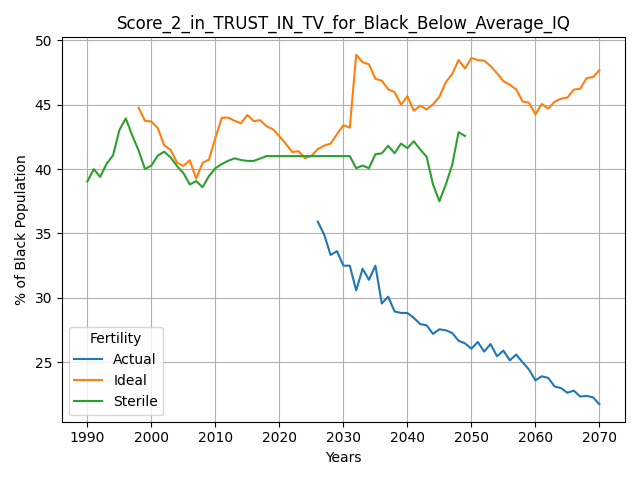 Score_2_in_TRUST_IN_TV_for_Black_Below_Average_IQ
50
45
40
35
30
25
% of Black Population
Fertility
Actual
Ideal
Sterile
1990 2000 2010 2020 2030 2040 2050 2060 2070
Years